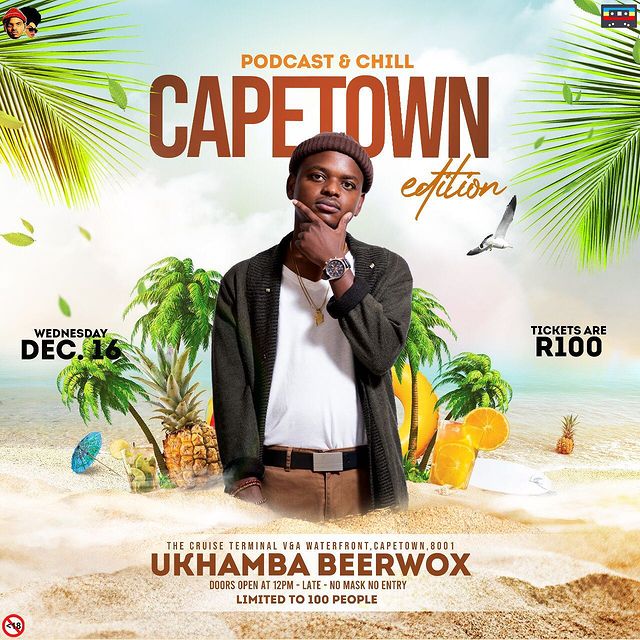 PODCAST & CHILL
CAPETOWN
edition
WEDNESDAY
DEC. 16
TICKETS ARE
R100
THE CRUISE TERMINAL V&A WATERFRONT,CAPETOWN,8001
UKHAMBA BEERWOX
DOORS OPEN AT 12PM - LATE - NO MASK NO ENTRY
LIMITED TO 100 PEOPLE
<18